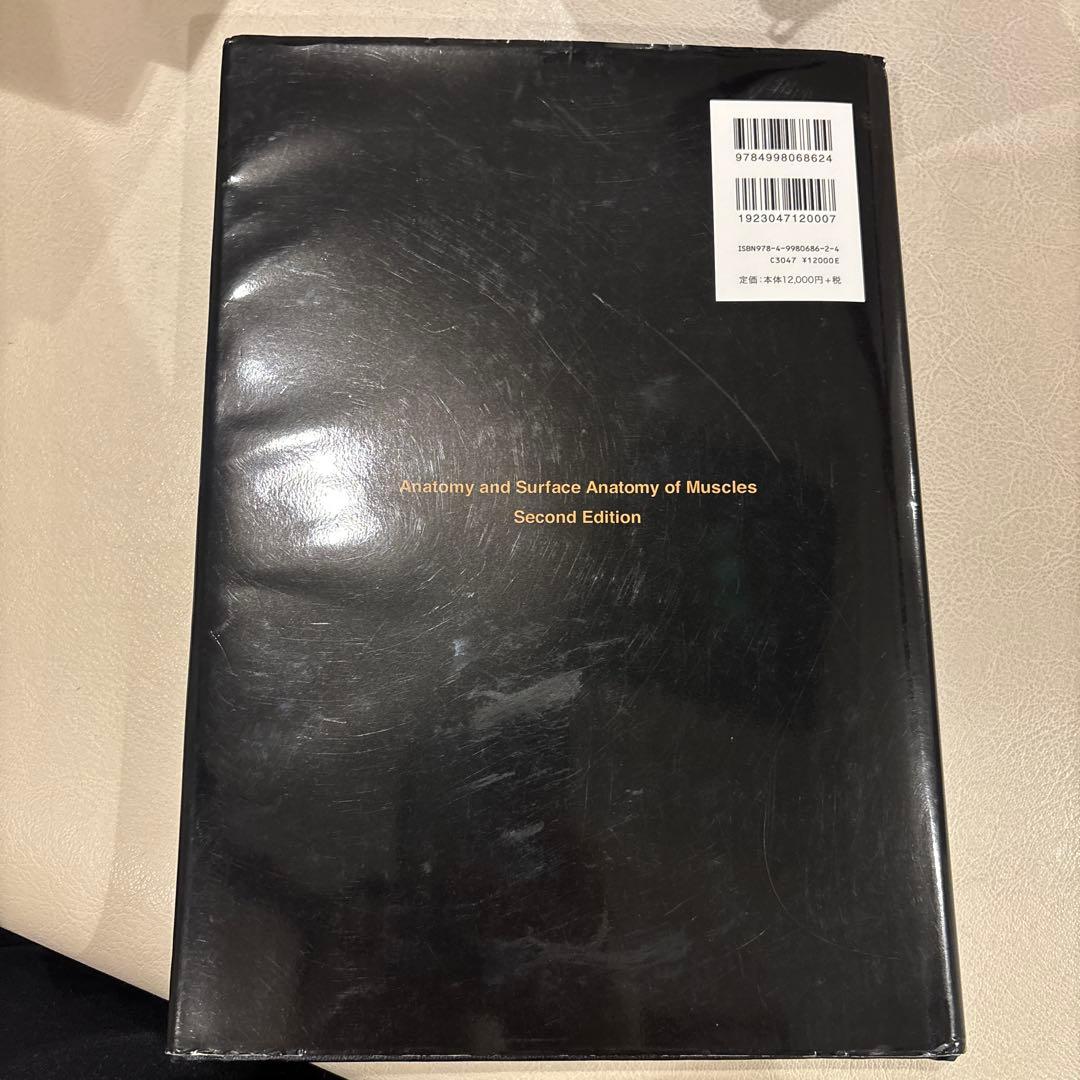 9784998068624
1923047120007
ISBN978-4-9980686-2-4
C3047 ¥12000E
定価：本体12,000円＋税
Anatomy and Surface Anatomy of Muscles
Second Edition